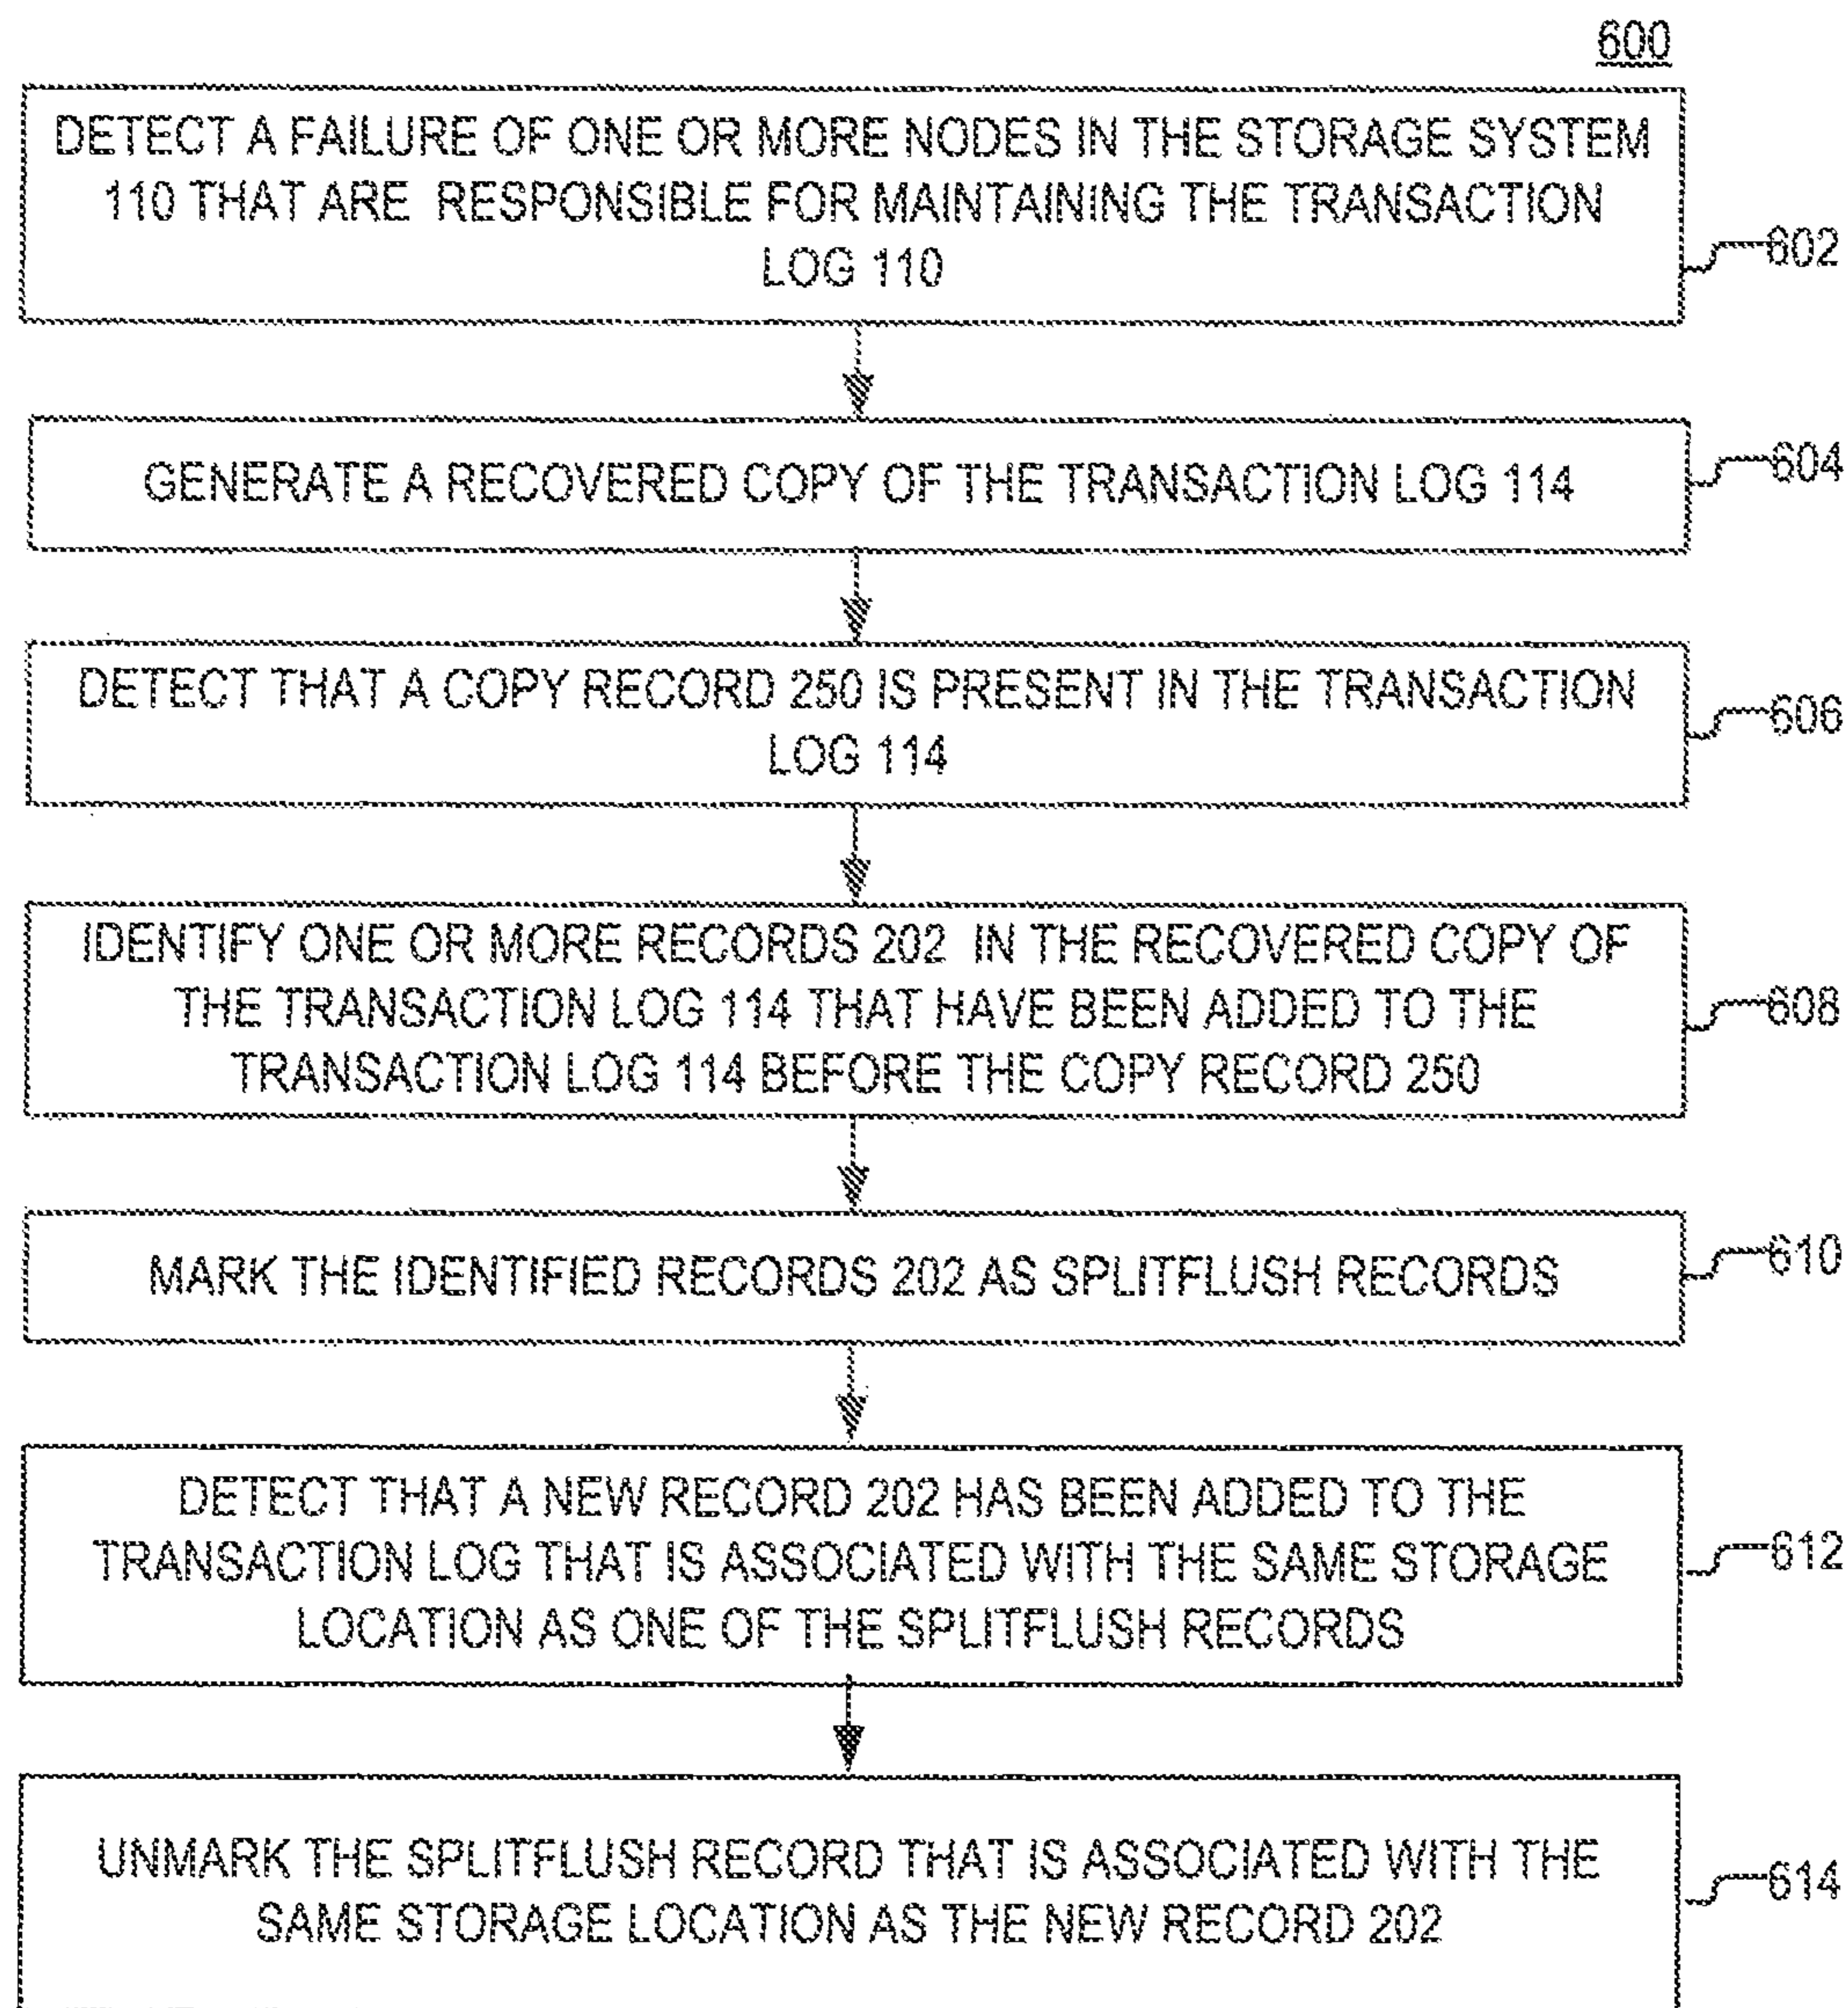 600
DETECT A FAILURE OF ONE OR MORE NODES IN THE STORAGE SYSTEM
110 THAT ARE RESPONSIBLE FOR MAINTAINING THE TRANSACTION
LOG 110
602
GENERATE A RECOVERED COPY OF THE TRANSACTION LOG 114
604
DETECT THAT A COPY RECORD 250 IS PRESENT IN THE TRANSACTION
LOG 114
606
IDENTIFY ONE OR MORE RECORDS 202 IN THE RECOVERED COPY OF
THE TRANSACTION LOG 114 THAT HAVE BEEN ADDED TO THE
TRANSACTION LOG 114 BEFORE THE COPY RECORD 250
608
MARK THE IDENTIFIED RECORDS 202 AS SPLITFLUSH RECORDS
610
DETECT THAT A NEW RECORD 202 HAS BEEN ADDED TO THE
TRANSACTION LOG THAT IS ASSOCIATED WITH THE SAME STORAGE
LOCATION AS ONE OF THE SPLITFLUSH RECORDS
612
UNMARK THE SPLITFLUSH RECORD THAT IS ASSOCIATED WITH THE
SAME STORAGE LOCATION AS THE NEW RECORD 202
614